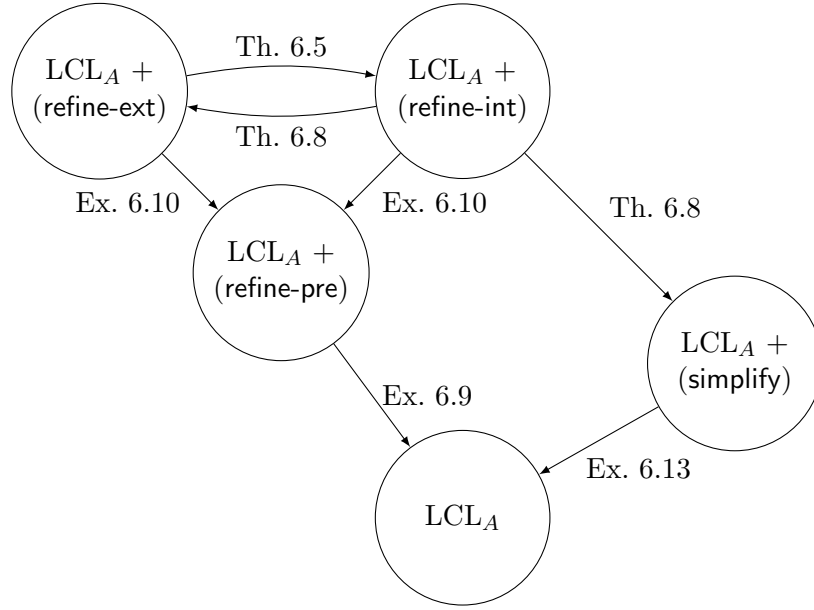 LCL_A +
(refine-ext)
Th. 6.5
LCL_A +
(refine-int)
Th. 6.8
Ex. 6.10
Ex. 6.10
Th. 6.8
LCL_A +
(refine-pre)
LCL_A +
(simplify)
Ex. 6.9
Ex. 6.13
LCL_A